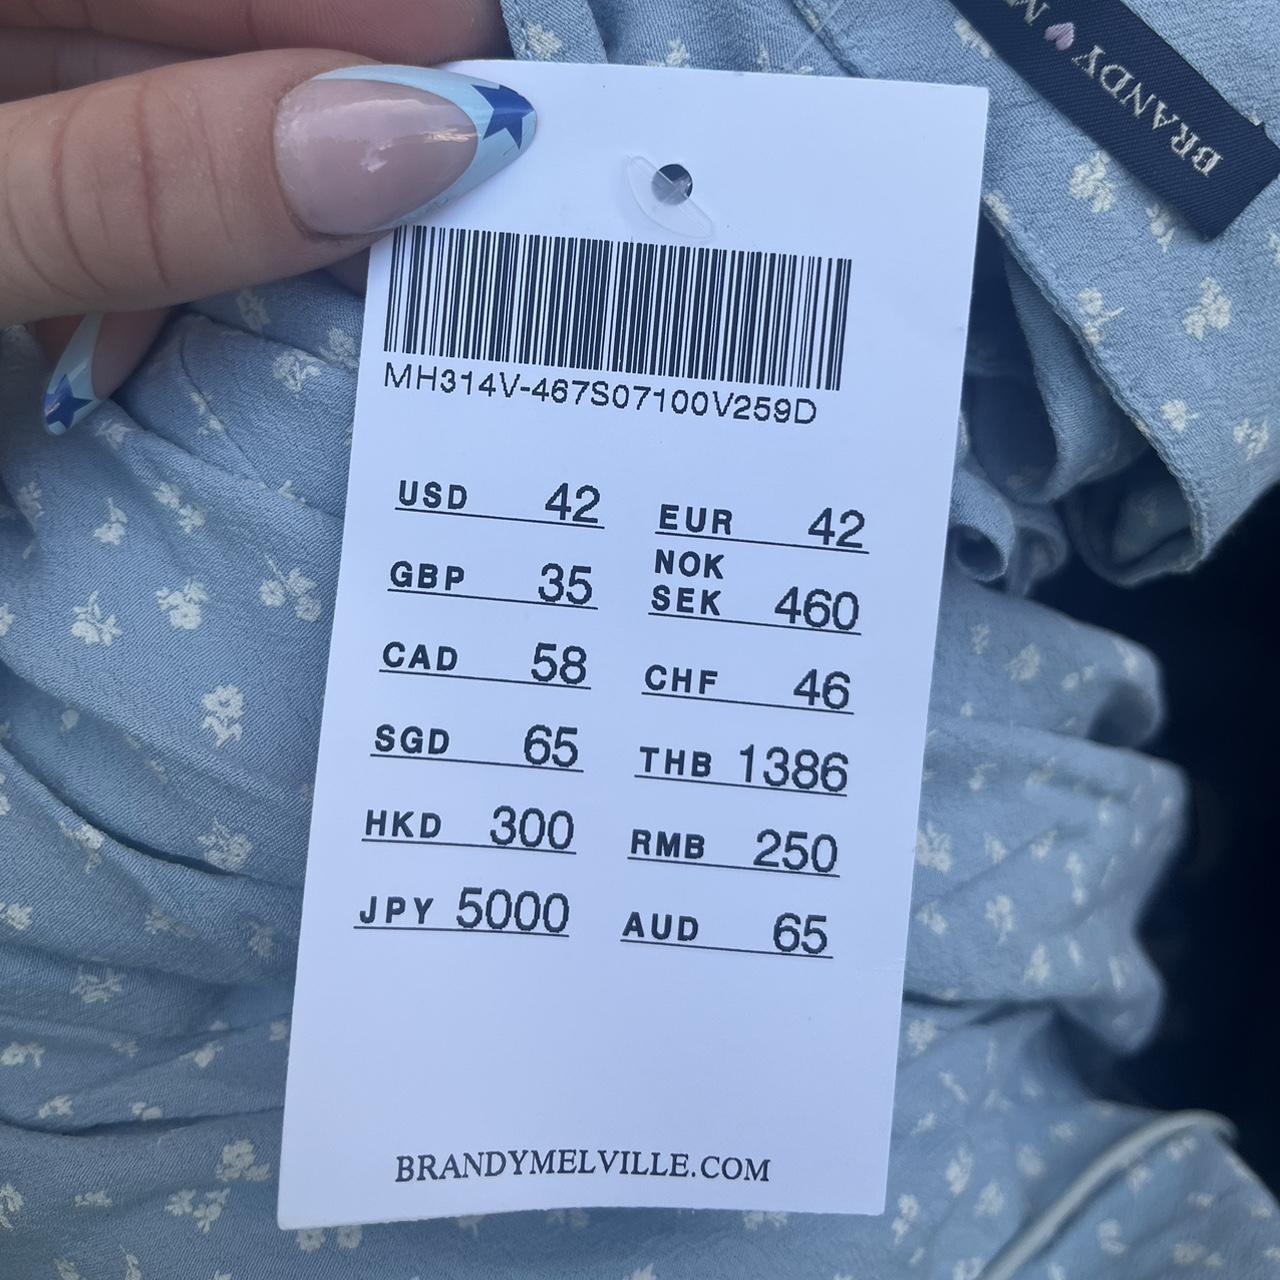 BRANDY M
MH314V-467S07100V259D
USD 42
GBP 35
CAD 58
SGD 65
HKD 300
JPY 5000
EUR 42
NOK
SEK 460
CHF 46
THB 1386
RMB 250
AUD 65
BRANDYMELVILLE.COM